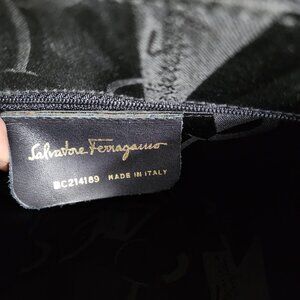 Salvatore Ferragamo
BC214189 MADE IN ITALY